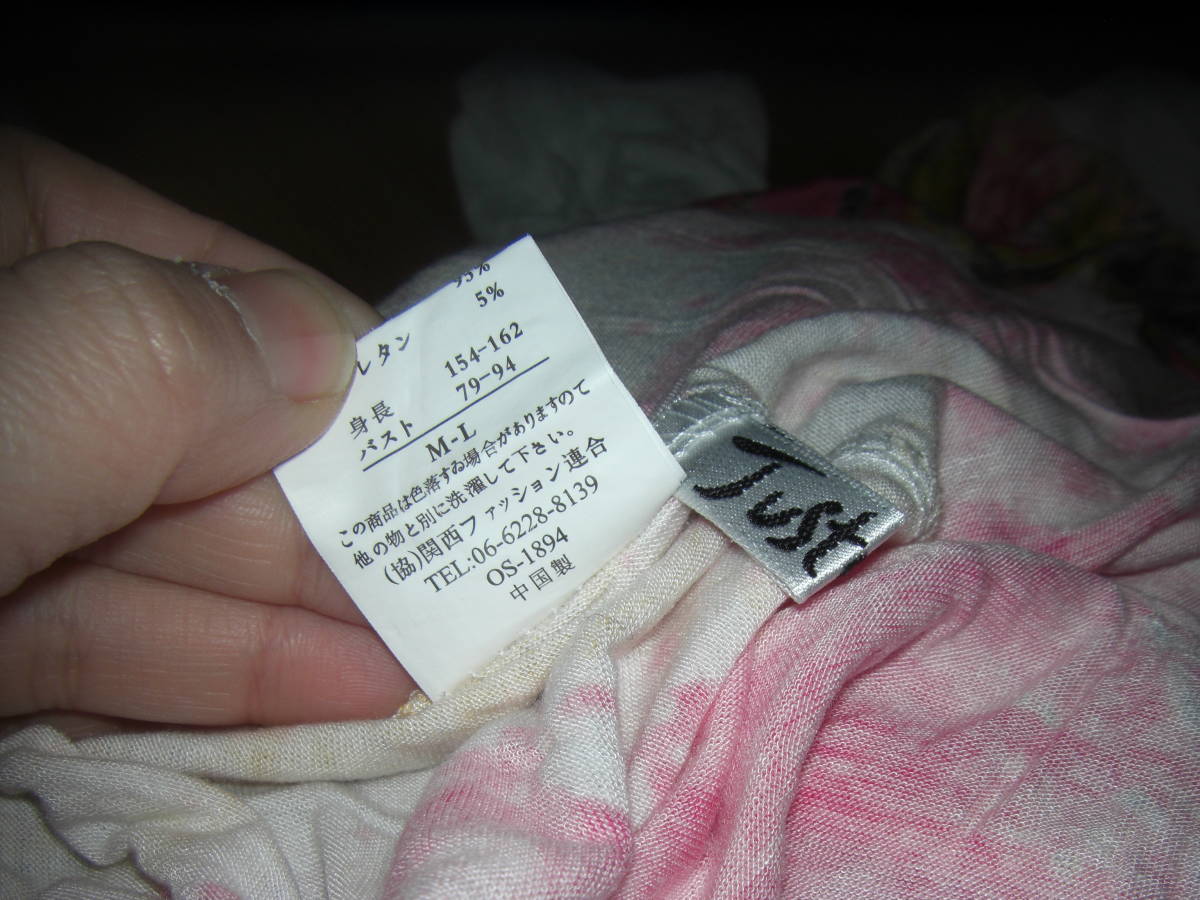 5%
レタン
身長 154-162
バスト 79-94
M-L
この商品は色落する場合がありますので
他の物と別に洗濯して下さい。
(協)関西ファッション連合
TEL:06-6228-8139
OS-1894
中国製
Just